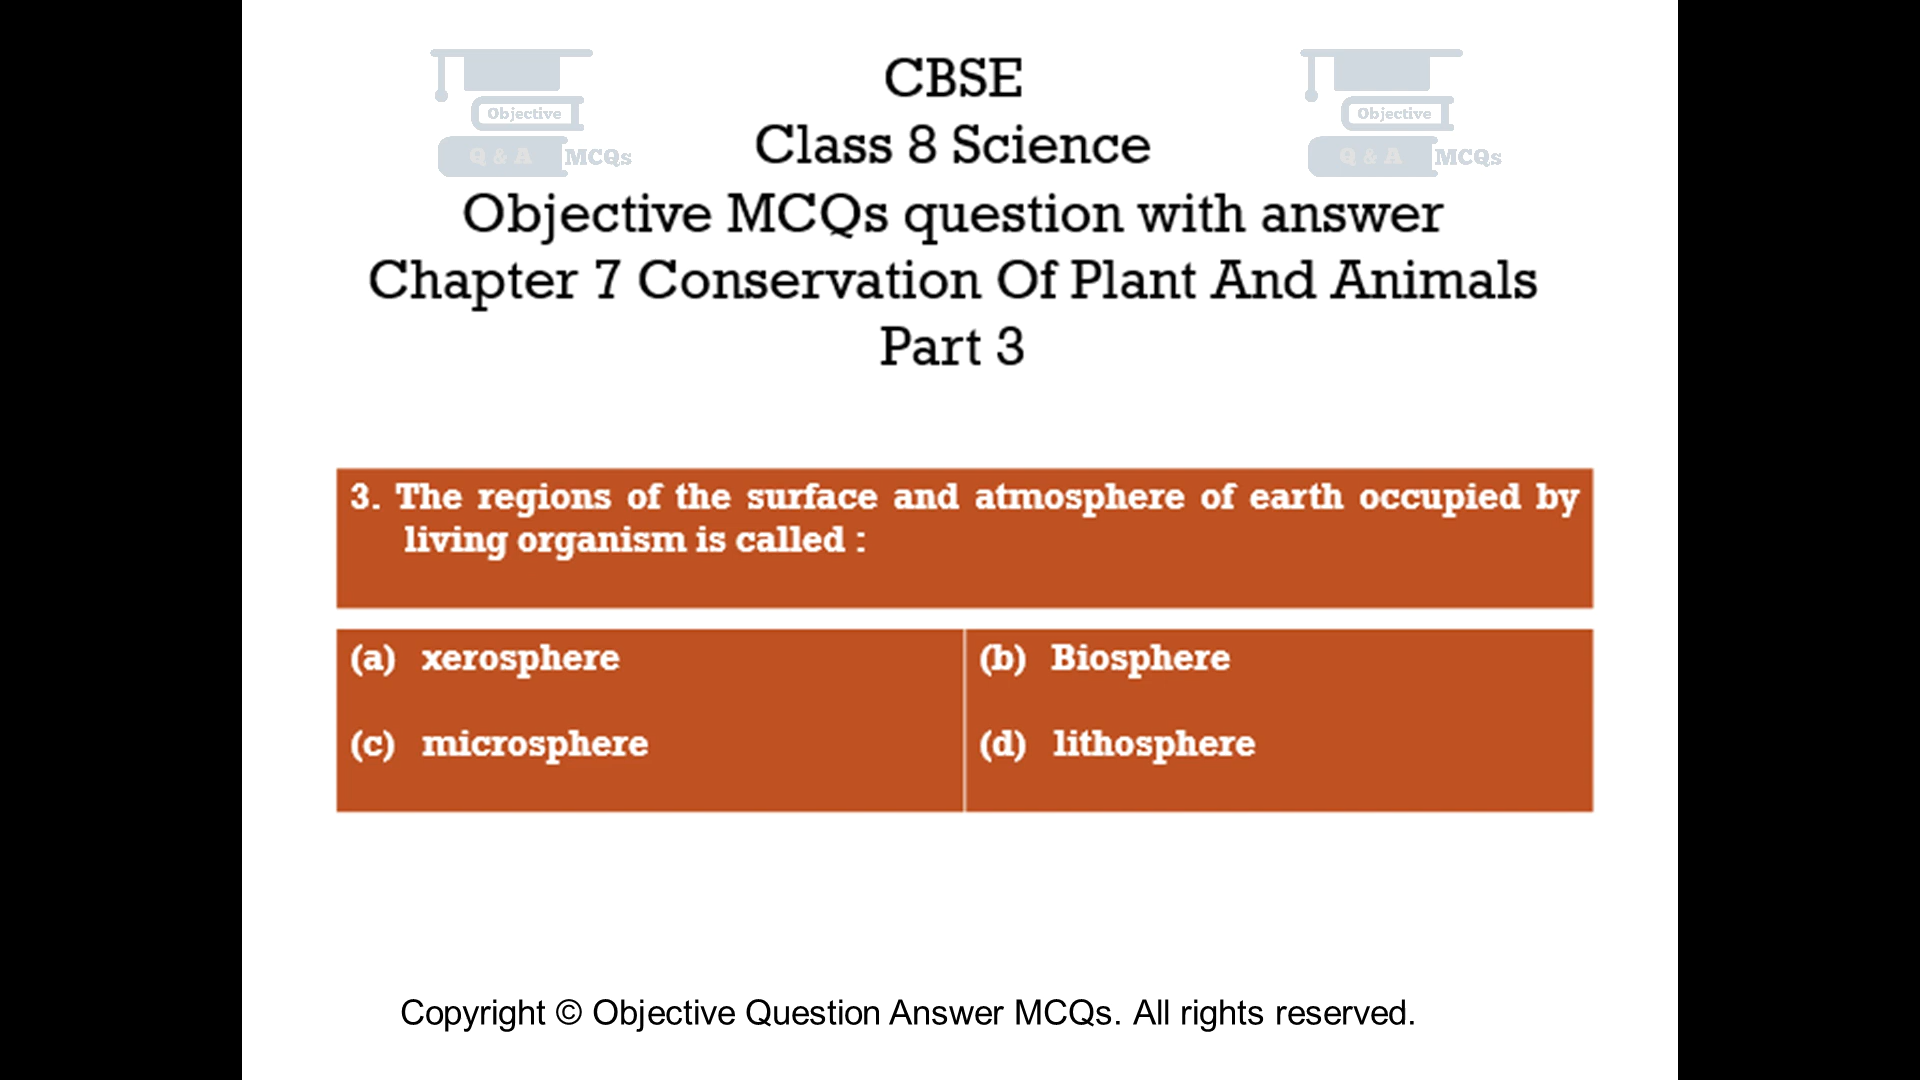 CBSE
Class 8 Science
Objective MCQs question with answer
Chapter 7 Conservation Of Plant And Animals
Part 3
Objective
Q & A MCQs
Objective
Q & A MCQs
3. The regions of the surface and atmosphere of earth occupied by
living organism is called :
(a) xerosphere
(b) Biosphere
(c) microsphere
(d) lithosphere
Copyright © Objective Question Answer MCQs. All rights reserved.